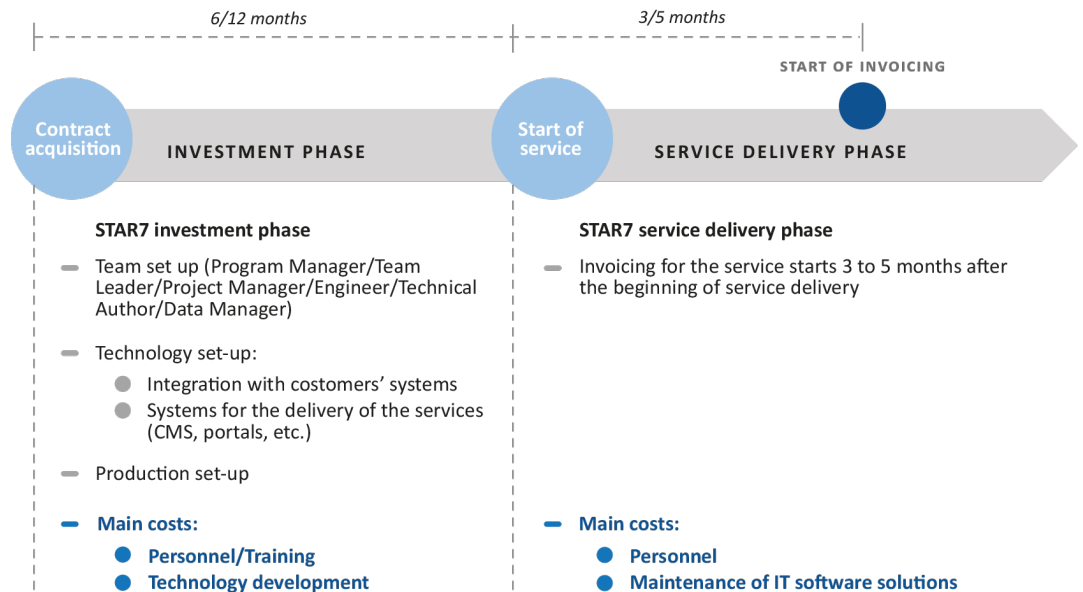 6/12 months
3/5 months
START OF INVOICING
Contract
acquisition
INVESTMENT PHASE
Start of
service
SERVICE DELIVERY PHASE
STAR7 investment phase
Team set up (Program Manager/Team
Leader/Project Manager/Engineer/Technical
Author/Data Manager)
Technology set-up:
Integration with costomers’ systems
Systems for the delivery of the services
(CMS, portals, etc.)
Production set-up
Main costs:
Personnel/Training
Technology development
STAR7 service delivery phase
Invoicing for the service starts 3 to 5 months after
the beginning of service delivery
Main costs:
Personnel
Maintenance of IT software solutions